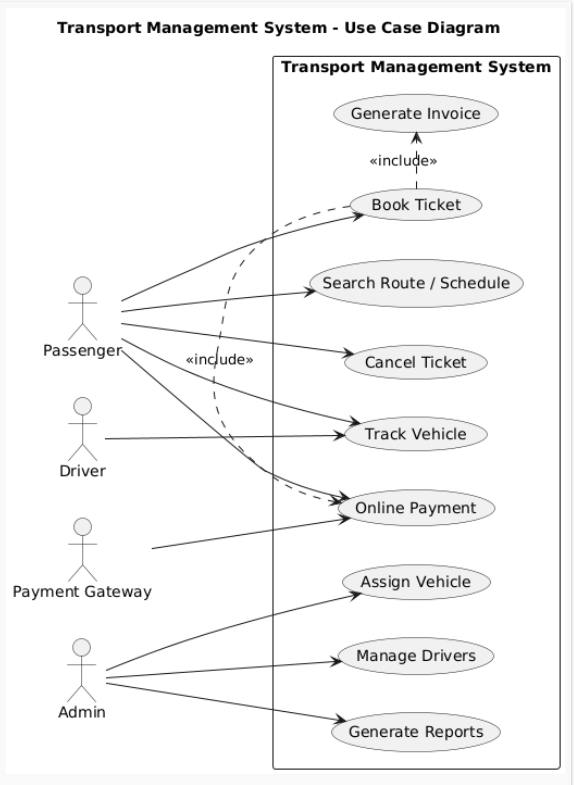 Transport Management System - Use Case Diagram
Transport Management System
Generate Invoice
«include»
Book Ticket
Search Route / Schedule
Passenger
«include»
Cancel Ticket
Track Vehicle
Driver
Online Payment
Payment Gateway
Assign Vehicle
Manage Drivers
Admin
Generate Reports